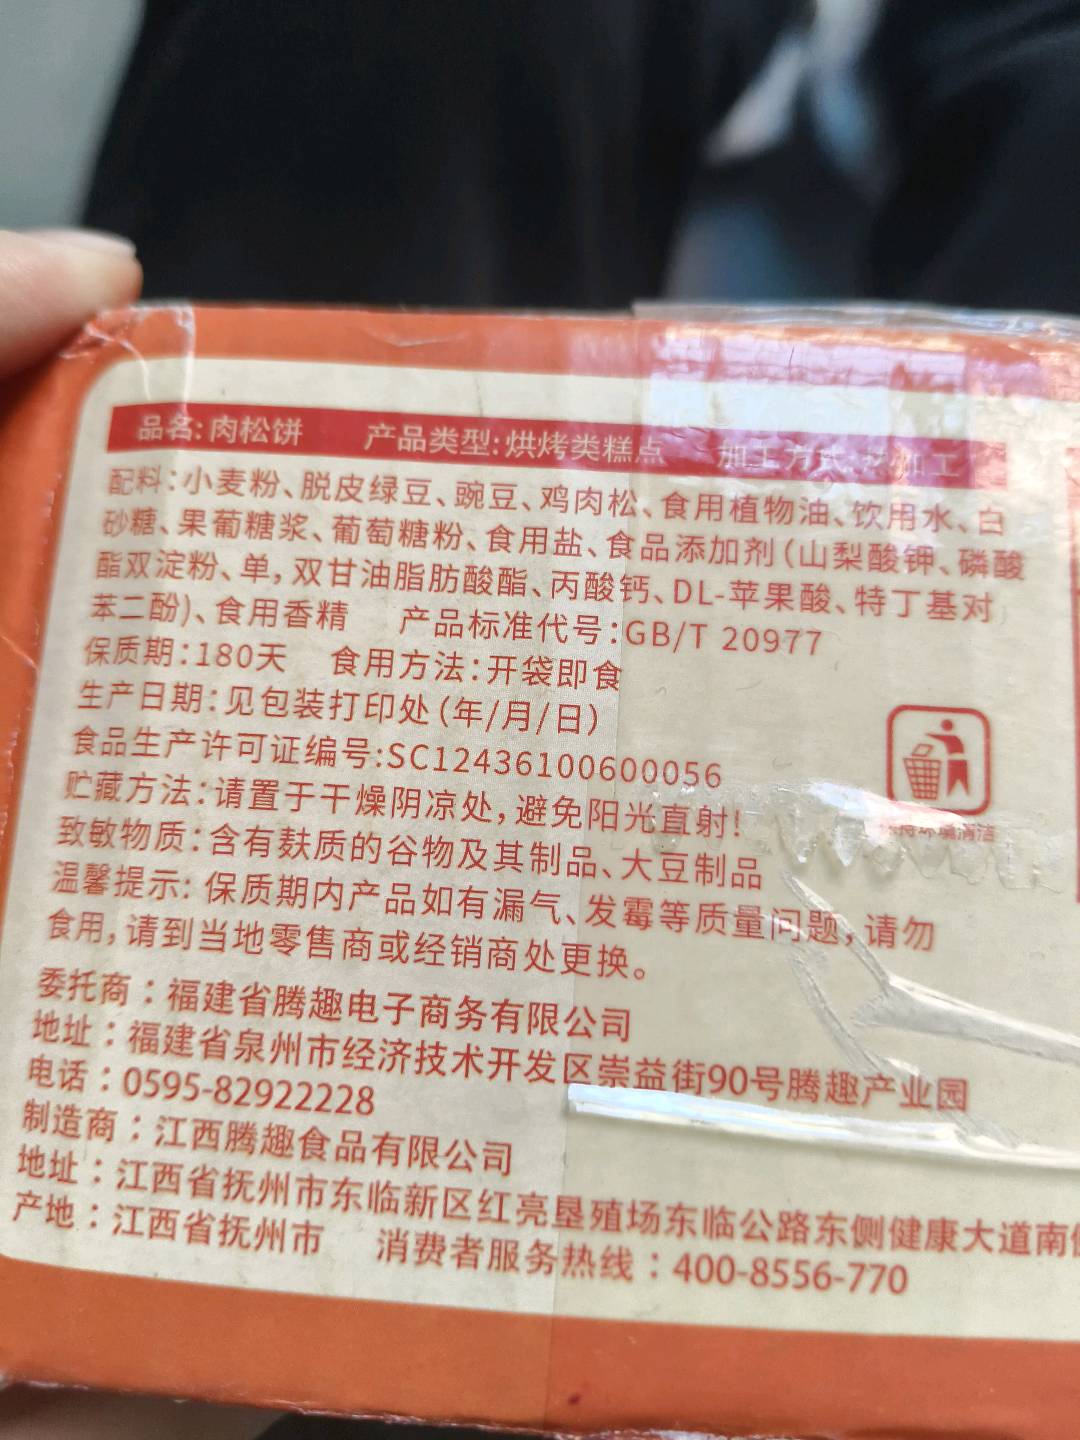 品名:肉松饼 产品类型:烘烤类糕点 加工方式:热加工
配料:小麦粉、脱皮绿豆、豌豆、鸡肉松、食用植物油、饮用水、白
砂糖、果葡糖浆、葡萄糖粉、食用盐、食品添加剂(山梨酸钾、磷酸
酯双淀粉、单,双甘油脂肪酸酯、丙酸钙、DL-苹果酸、特丁基对
苯二酚)、食用香精 产品标准代号:GB/T 20977
保质期:180天 食用方法:开袋即食
生产日期:见包装打印处(年/月/日)
食品生产许可证编号:SC12436100600056
贮藏方法:请置于干燥阴凉处,避免阳光直射!
保持环境清洁
致敏物质:含有麸质的谷物及其制品、大豆制品
温馨提示:保质期内产品如有漏气、发霉等质量问题,请勿
食用,请到当地零售商或经销商处更换。
委托商:福建省腾趣电子商务有限公司
地址:福建省泉州市经济技术开发区崇益街90号腾趣产业园
电话:0595-82922228
制造商:江西腾趣食品有限公司
地址:江西省抚州市东临新区红亮垦殖场东临公路东侧健康大道南侧
产地:江西省抚州市 消费者服务热线:400-8556-770